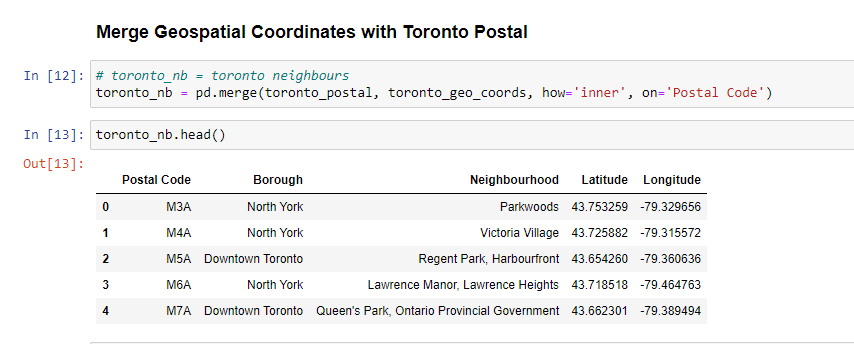 Merge Geospatial Coordinates with Toronto Postal
In [12]: # toronto_nb = toronto neighbours
toronto_nb = pd.merge(toronto_postal, toronto_geo_coords, how='inner', on='Postal Code')
In [13]: toronto_nb.head()
Out[13]:
Postal Code Borough Neighbourhood Latitude Longitude
0 M3A North York Parkwoods 43.753259 -79.329656
1 M4A North York Victoria Village 43.725882 -79.315572
2 M5A Downtown Toronto Regent Park, Harbourfront 43.654260 -79.360636
3 M6A North York Lawrence Manor, Lawrence Heights 43.718518 -79.464763
4 M7A Downtown Toronto Queen's Park, Ontario Provincial Government 43.662301 -79.389494